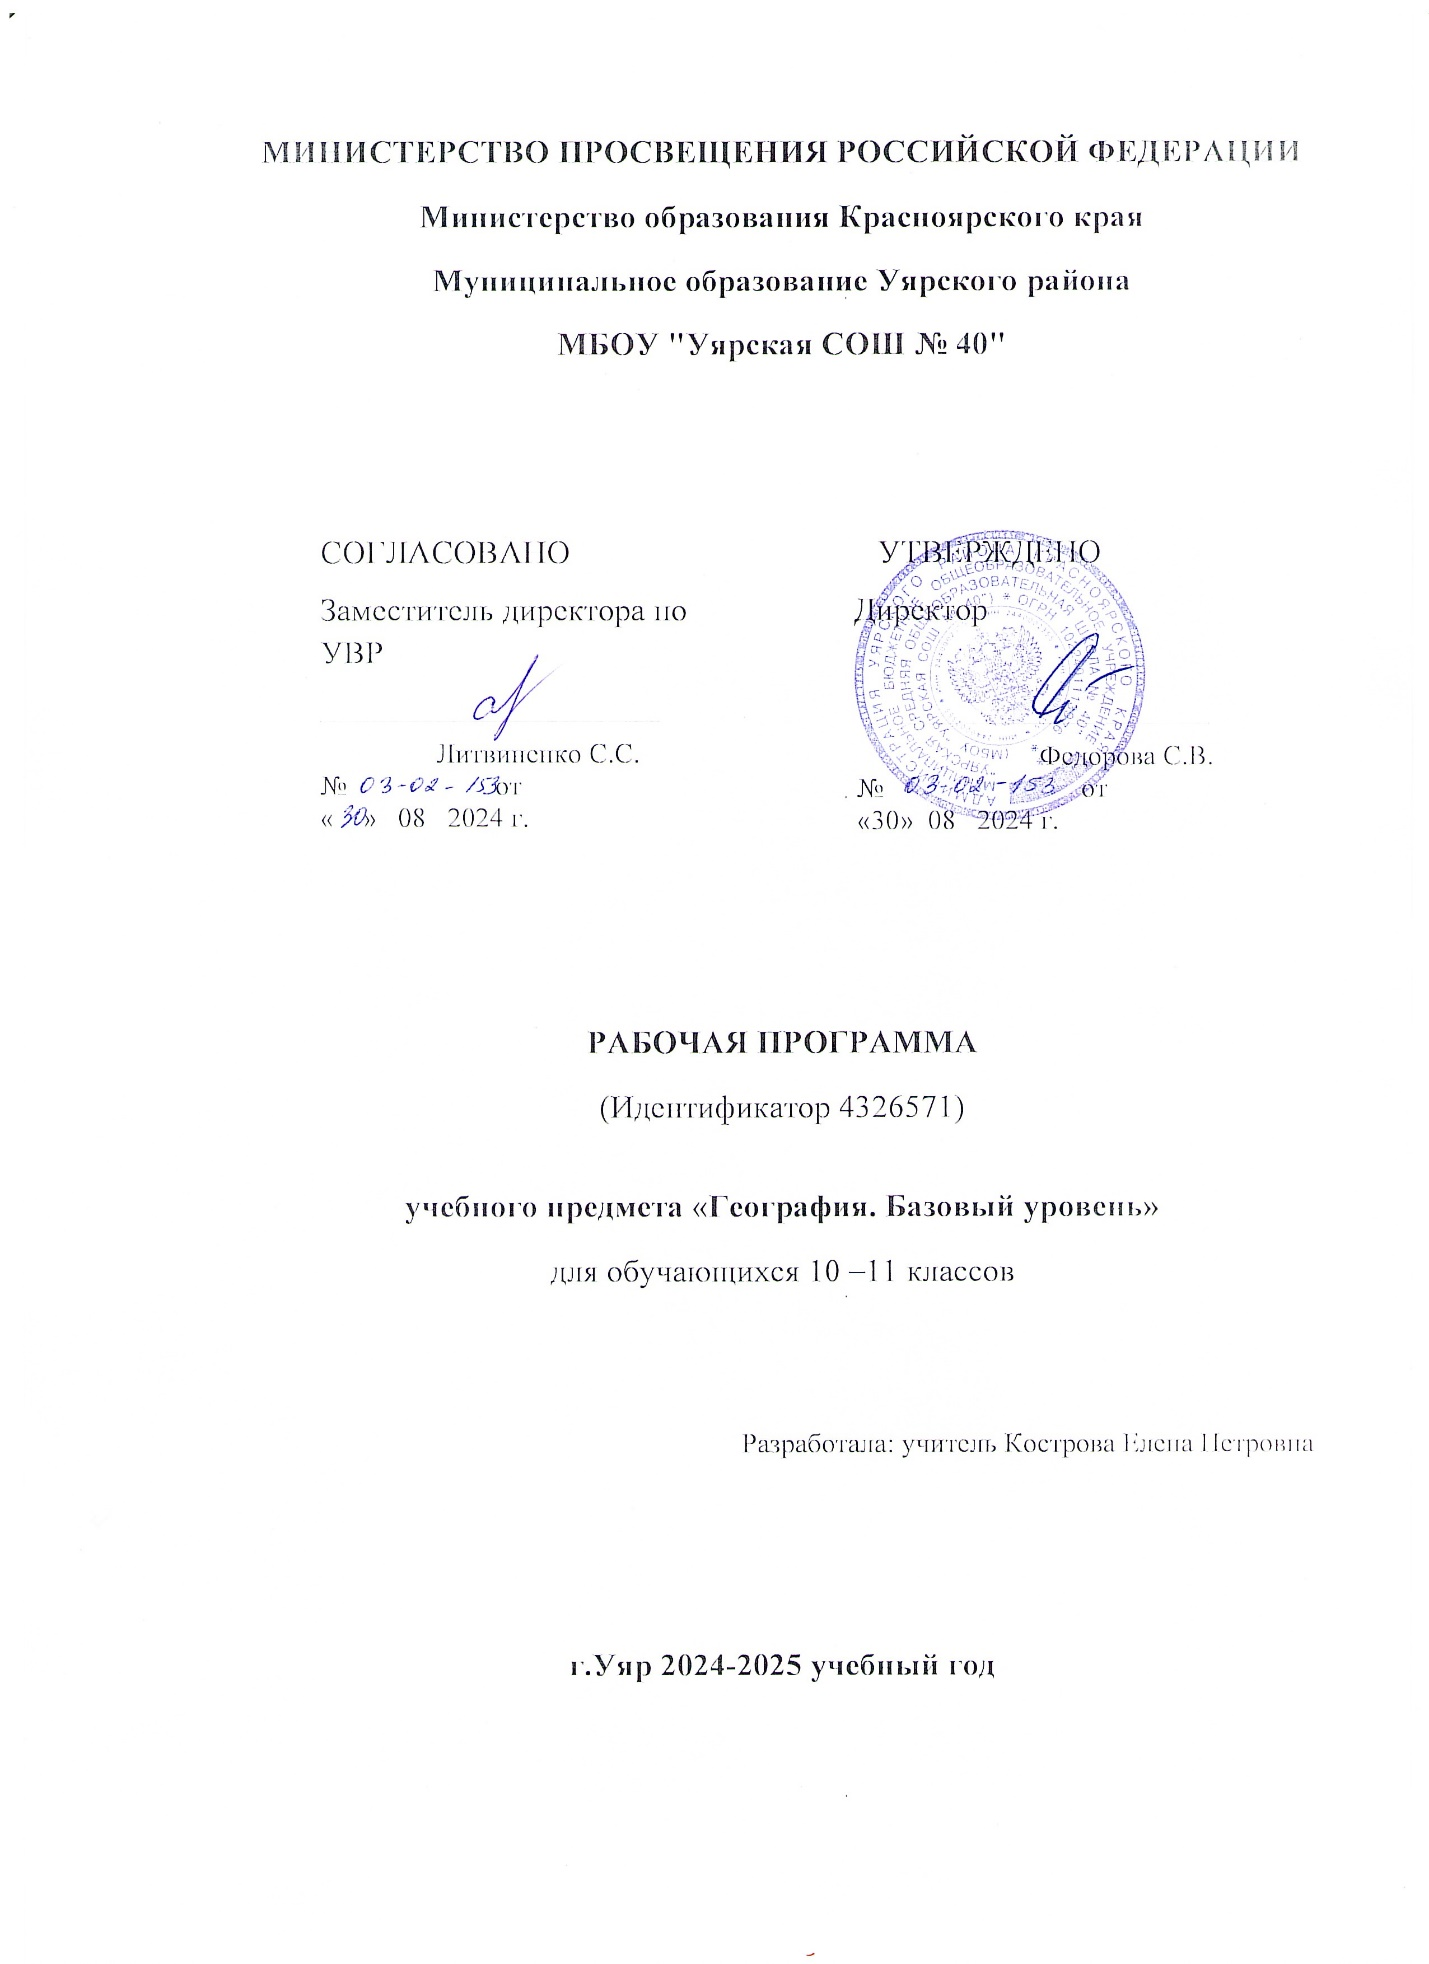 МИНИСТЕРСТВО ПРОСВЕЩЕНИЯ РОССИЙСКОЙ ФЕДЕРАЦИИ
Министерство образования Красноярского края
Муниципальное образование Уярского района
МБОУ "Уярская СОШ № 40"
СОГЛАСОВАНО
Заместитель директора по
УВР
Литвиненко С.С.
№ 03-02-153от
«30» 08 2024 г.
УТВЕРЖДЕНО
Директор
Федорова С.В.
№ 03-02-153 от
«30» 08 2024 г.
РАБОЧАЯ ПРОГРАММА
(Идентификатор 4326571)
учебного предмета «География. Базовый уровень»
для обучающихся 10 –11 классов
Разработала: учитель Кострова Елена Петровна
г.Уяр 2024-2025 учебный год